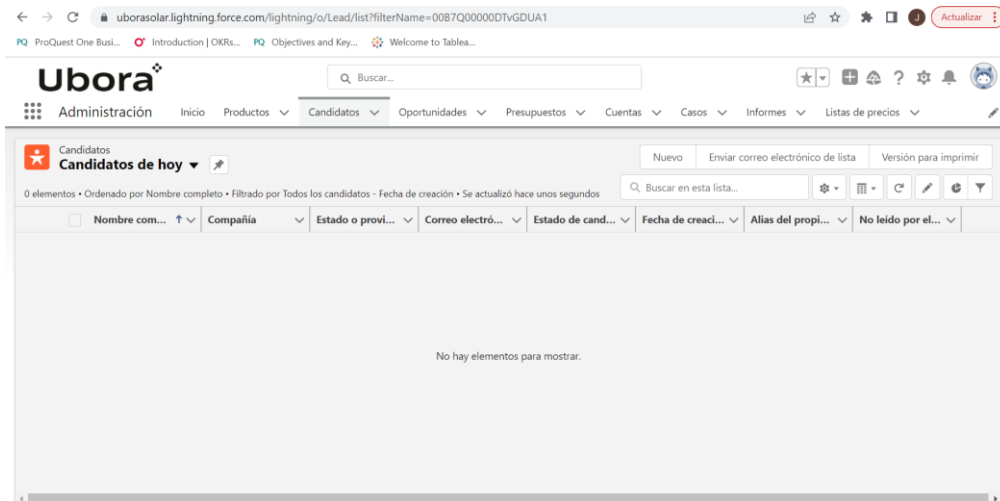 uborasolar.lightning.force.com/lightning/o/Lead/list?filterName=00B7Q00000DTvGDUA1 J Actualizar
PQ ProQuest One Busi... Introduction | OKRs... PQ Objectives and Key... Welcome to Tablea...
Ubora Buscar...
Administración Inicio Productos Candidatos Oportunidades Presupuestos Cuentas Casos Informes Listas de precios
Candidatos
Candidatos de hoy Nuevo Enviar correo electrónico de lista Versión para imprimir
0 elementos • Ordenado por Nombre completo • Filtrado por Todos los candidatos - Fecha de creación • Se actualizó hace unos segundos Buscar en esta lista...
Nombre com... Compañía Estado o provi... Correo electró... Estado de cand... Fecha de creaci... Alias del propi... No leído por el...
No hay elementos para mostrar.